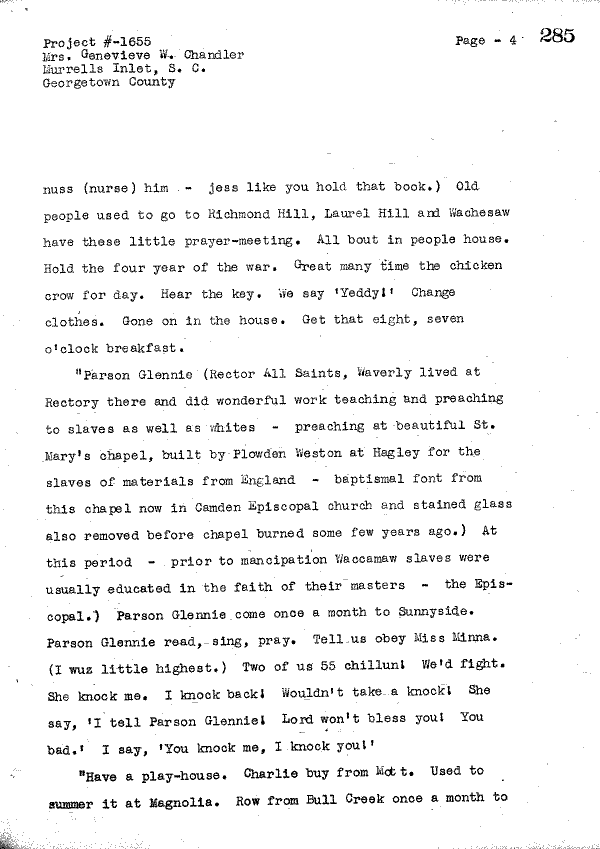 Project #-1655
Mrs. Genevieve W. Chandler
Murrells Inlet, S. C.
Georgetown County
Page - 4
285
nuss (nurse) him - jess like you hold that book.) Old
people used to go to Richmond Hill, Laurel Hill and Wachesaw
have these little prayer-meeting. All bout in people house.
Hold the four year of the war. Great many time the chicken
crow for day. Hear the key. We say 'Yeddy!' Change
clothes. Gone on in the house. Get that eight, seven
o'clock breakfast.
"Parson Glennie (Rector All Saints, Waverly lived at
Rectory there and did wonderful work teaching and preaching
to slaves as well as whites - preaching at beautiful St.
Mary's chapel, built by Plowden Weston at Hagley for the
slaves of materials from England - baptismal font from
this chapel now in Camden Episcopal church and stained glass
also removed before chapel burned some few years ago.) At
this period - prior to mancipation Waccamaw slaves were
usually educated in the faith of their masters - the Epis-
copal.) Parson Glennie come once a month to Sunnyside.
Parson Glennie read, sing, pray. Tell us obey Miss Minna.
(I wuz little highest.) Two of us 55 chillun! We'd fight.
She knock me. I knock back! Wouldn't take a knock! She
say, 'I tell Parson Glennie! Lord won't bless you! You
bad.' I say, 'You knock me, I knock you!'
"Have a play-house. Charlie buy from Mott. Used to
summer it at Magnolia. Row from Bull Creek once a month to